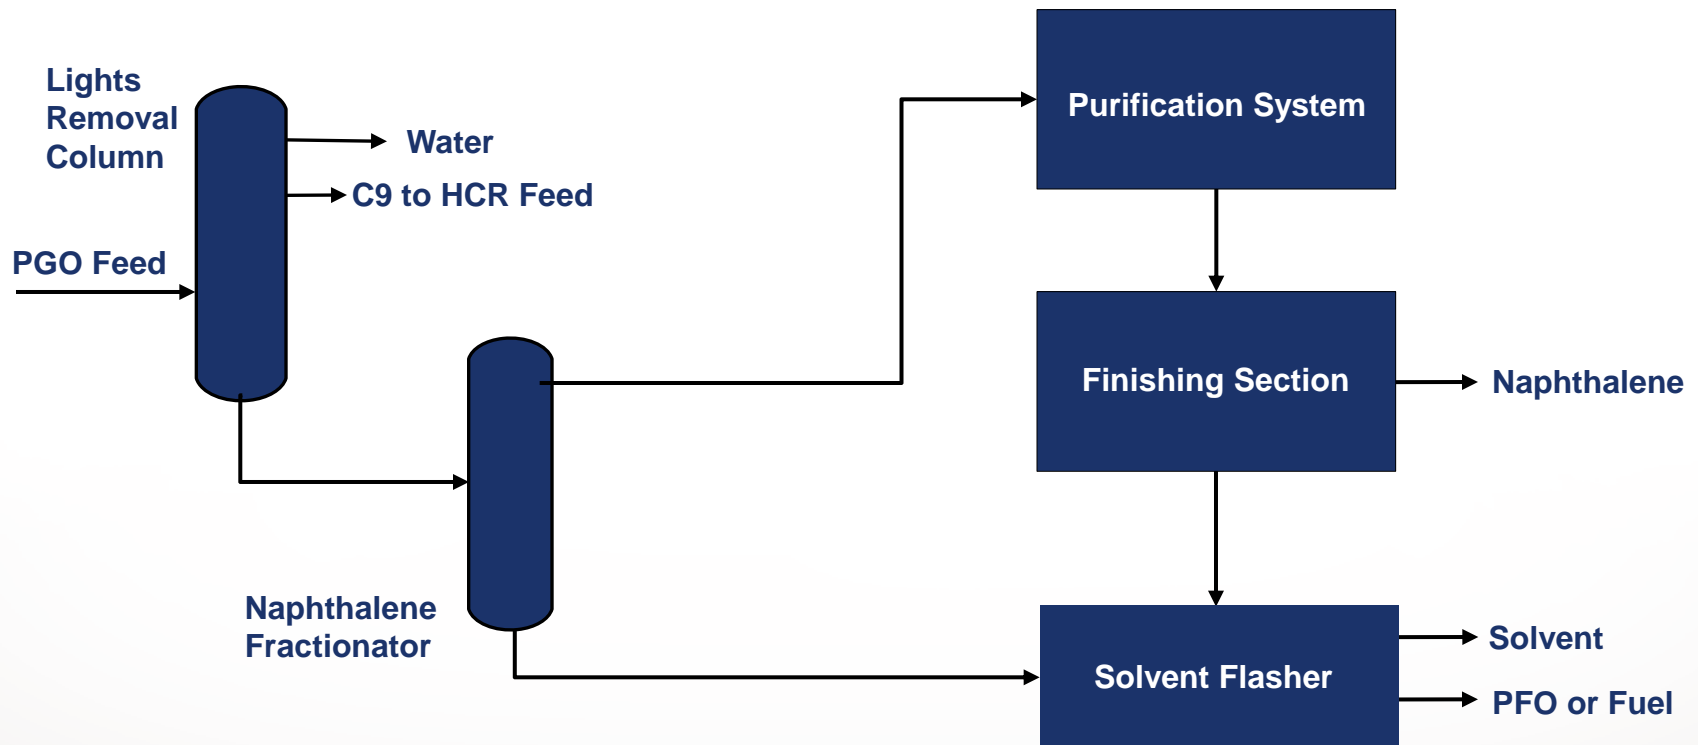 Lights
Removal
Column
Water
C9 to HCR Feed
PGO Feed
Purification System
Finishing Section
Naphthalene
Naphthalene
Fractionator
Solvent Flasher
Solvent
PFO or Fuel